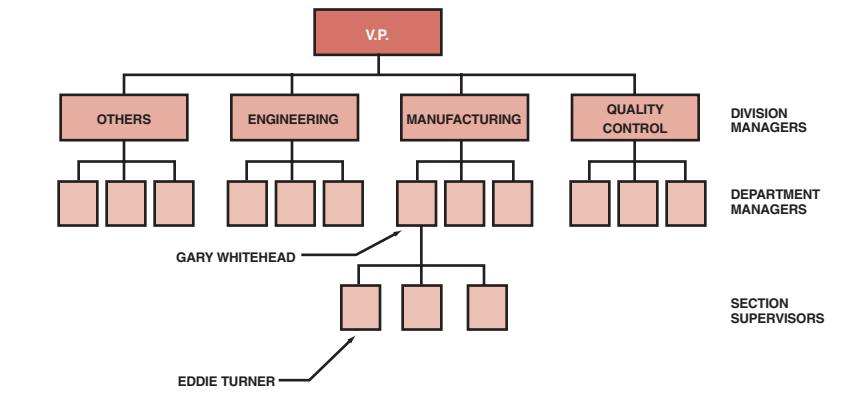 V.P.
OTHERS
ENGINEERING
MANUFACTURING
QUALITY
CONTROL
DIVISION
MANAGERS
DEPARTMENT
MANAGERS
GARY WHITEHEAD
SECTION
SUPERVISORS
EDDIE TURNER